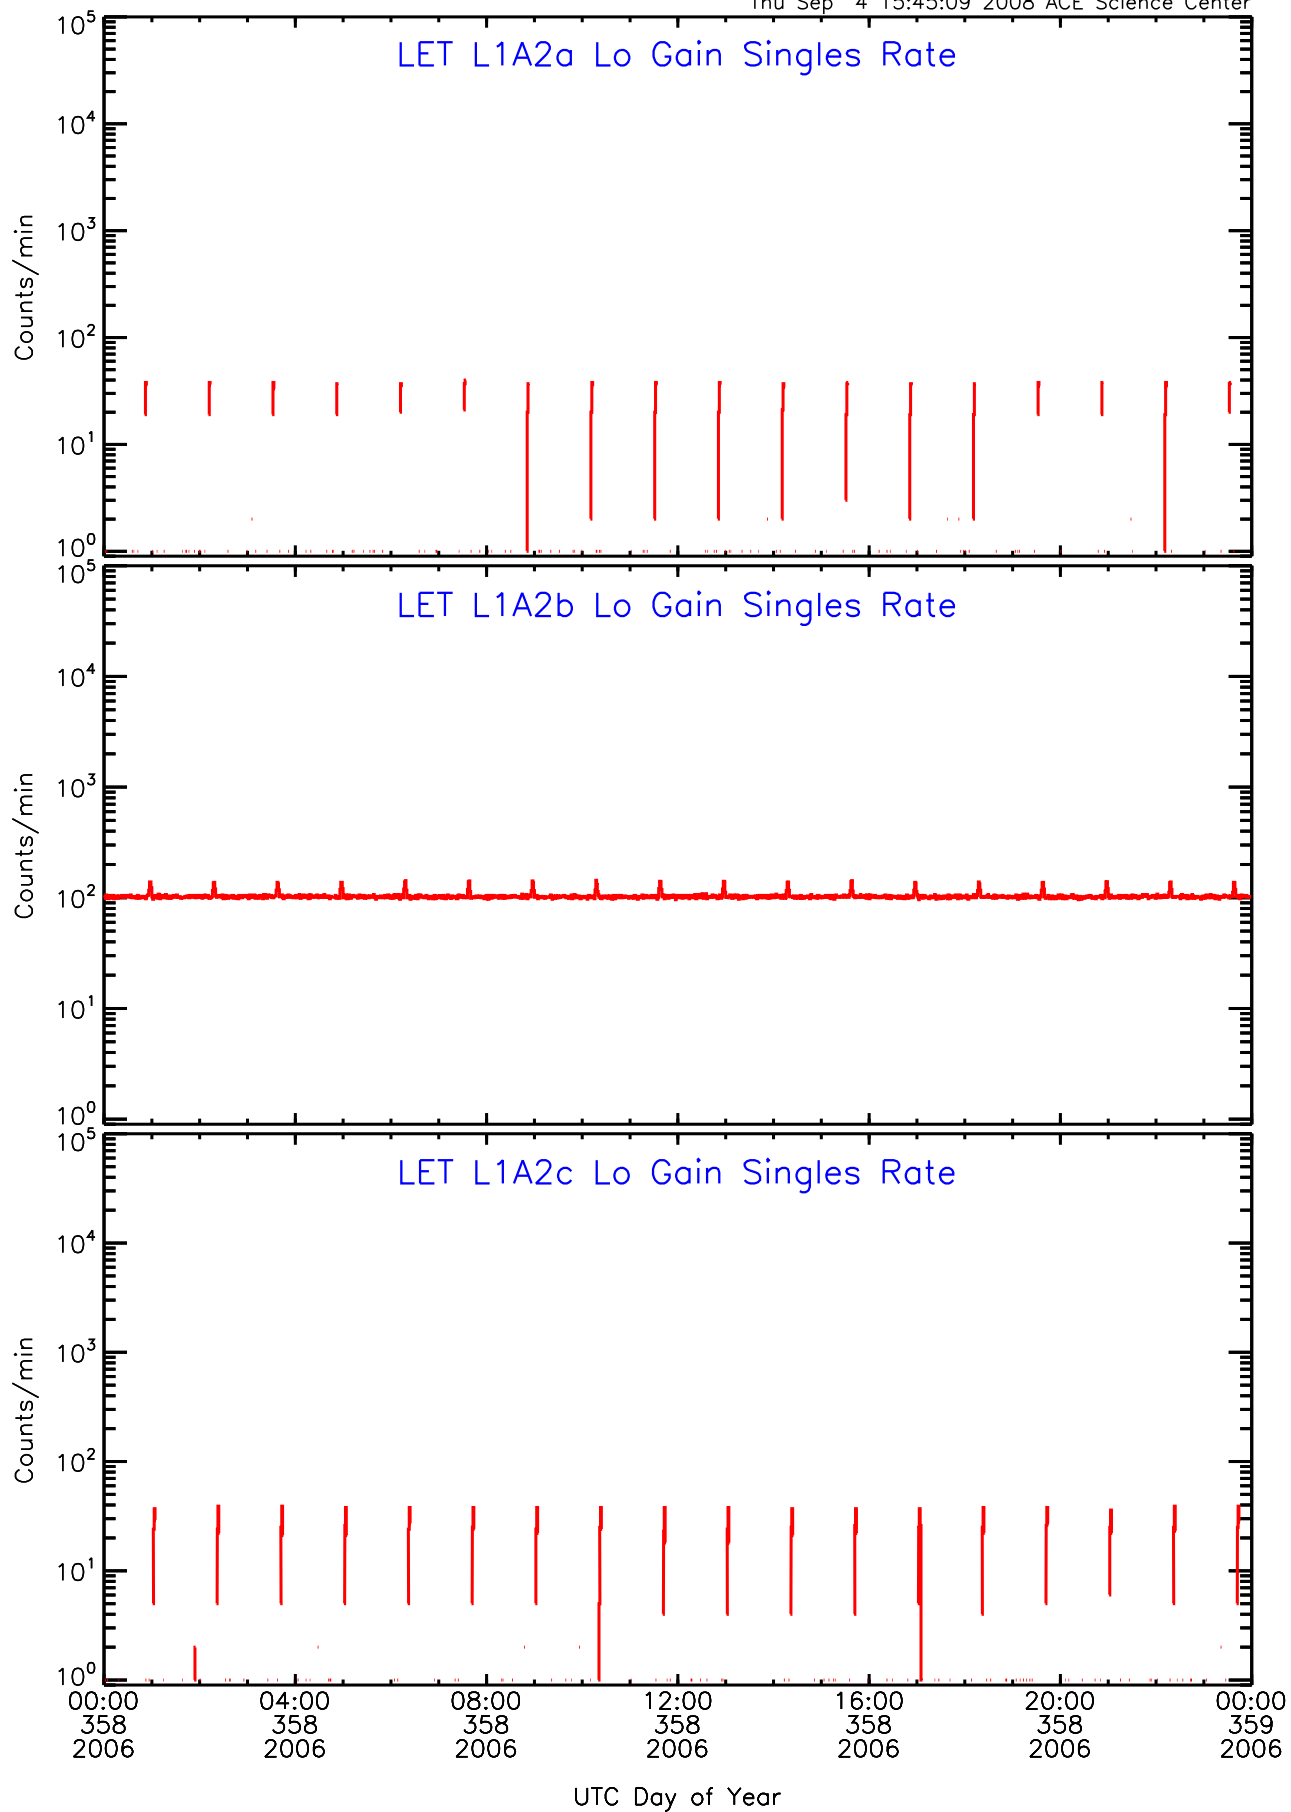 Thu Sep 4 15:45:09 2008 ACE Science Center
LET L1A2a Lo Gain Singles Rate
10^5
10^4
10^3
10^2
10^1
10^0
Counts/min
LET L1A2b Lo Gain Singles Rate
10^5
10^4
10^3
10^2
10^1
10^0
Counts/min
LET L1A2c Lo Gain Singles Rate
10^5
10^4
10^3
10^2
10^1
10^0
Counts/min
00:00 04:00 08:00 12:00 16:00 20:00 00:00
358 358 358 358 358 358 359
2006 2006 2006 2006 2006 2006 2006
UTC Day of Year